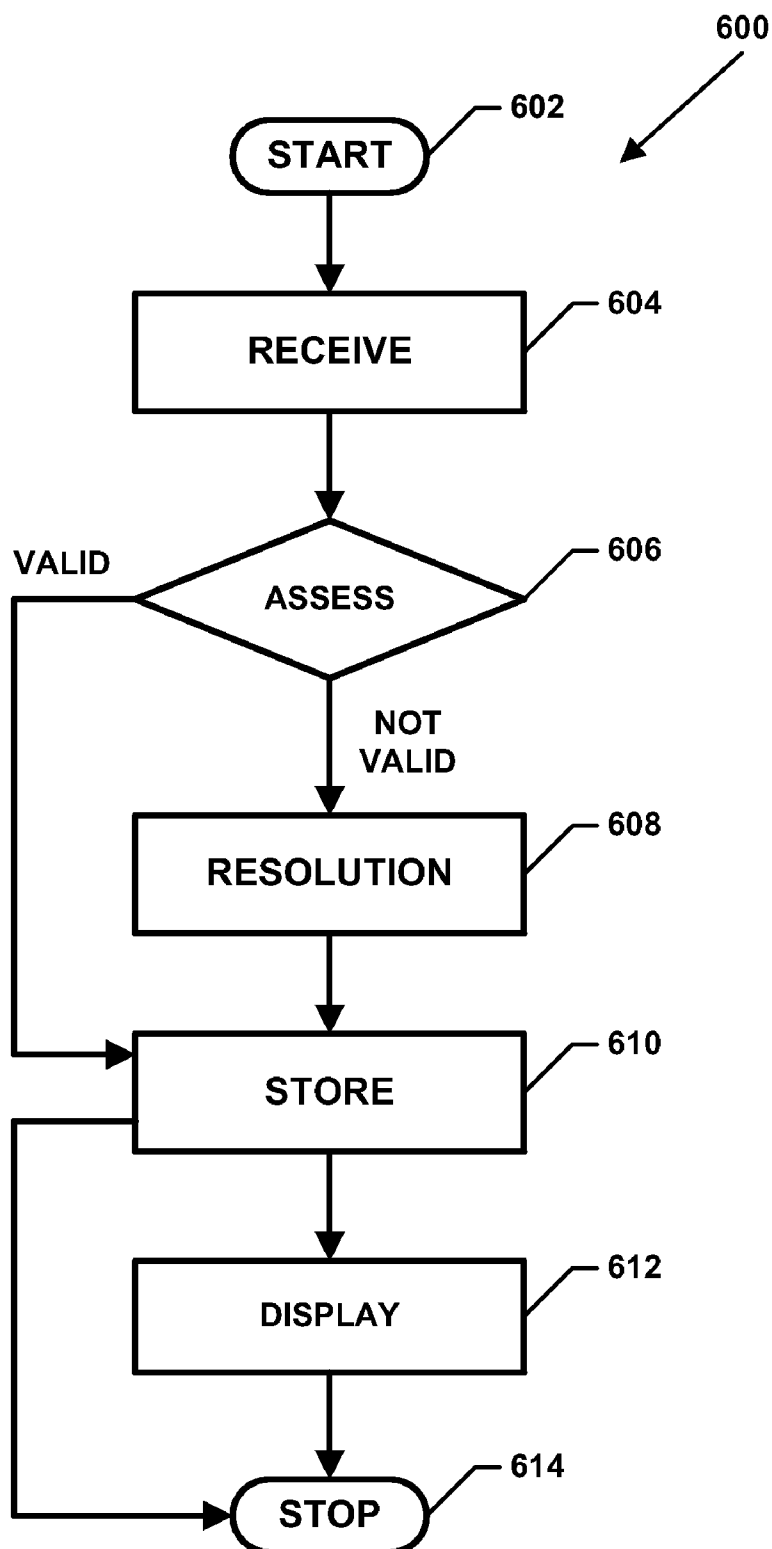 600
602
START
604
RECEIVE
606
VALID
ASSESS
NOT
VALID
608
RESOLUTION
610
STORE
612
DISPLAY
614
STOP